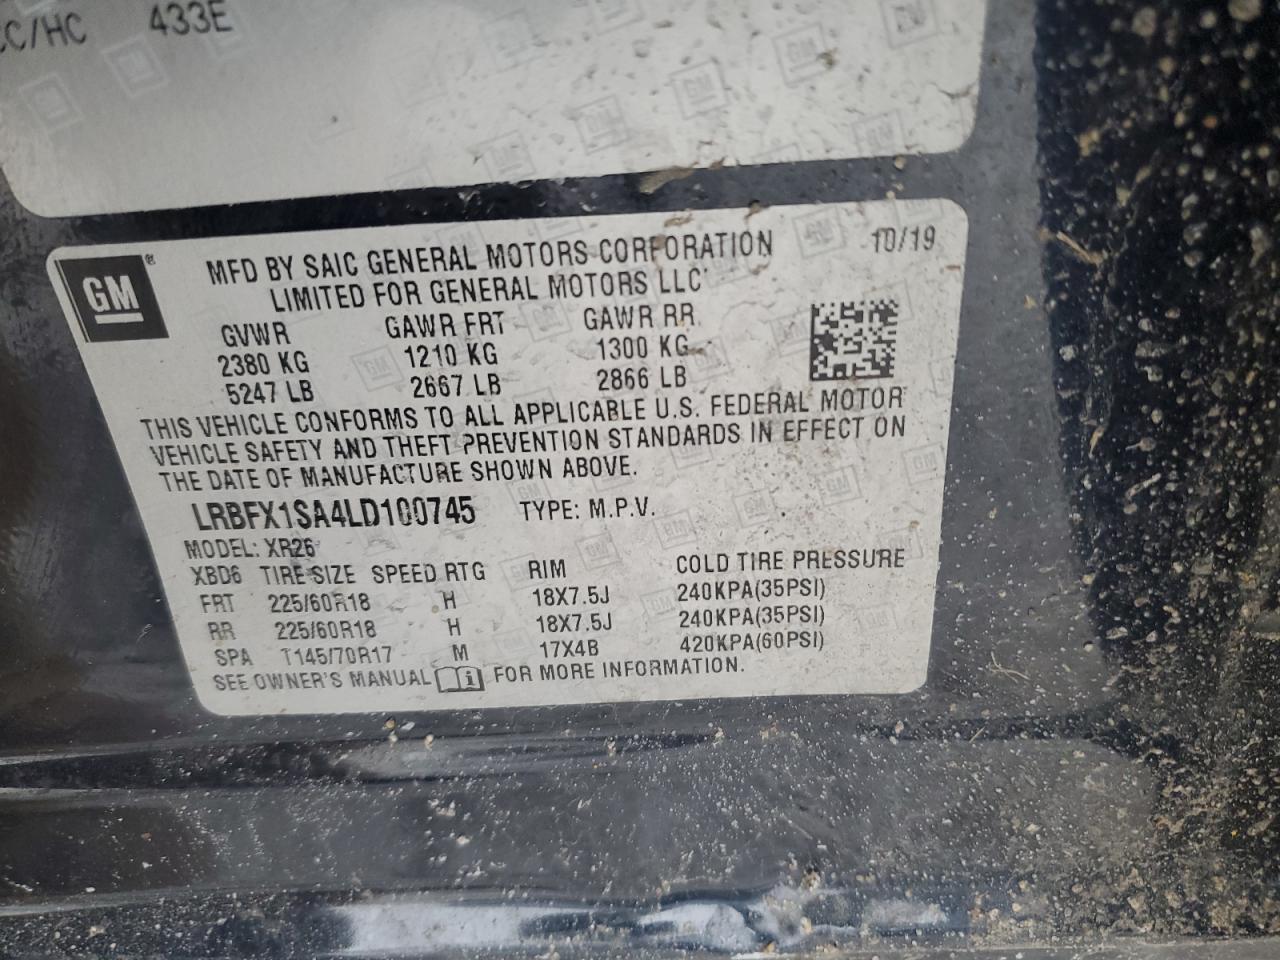 CC/HC 433E
GM ®
MFD BY SAIC GENERAL MOTORS CORPORATION 10/19
LIMITED FOR GENERAL MOTORS LLC
GVWR GAWR FRT GAWR RR
2380 KG 1210 KG 1300 KG
5247 LB 2667 LB 2866 LB
THIS VEHICLE CONFORMS TO ALL APPLICABLE U.S. FEDERAL MOTOR
VEHICLE SAFETY AND THEFT PREVENTION STANDARDS IN EFFECT ON
THE DATE OF MANUFACTURE SHOWN ABOVE.
LRBFX1SA4LD100745 TYPE: M.P.V.
MODEL: XR26
XBD6 TIRE SIZE SPEED RTG RIM COLD TIRE PRESSURE
FRT 225/60R18 H 18X7.5J 240KPA(35PSI)
RR 225/60R18 H 18X7.5J 240KPA(35PSI)
SPA T145/70R17 M 17X4B 420KPA(60PSI)
SEE OWNER'S MANUAL FOR MORE INFORMATION.